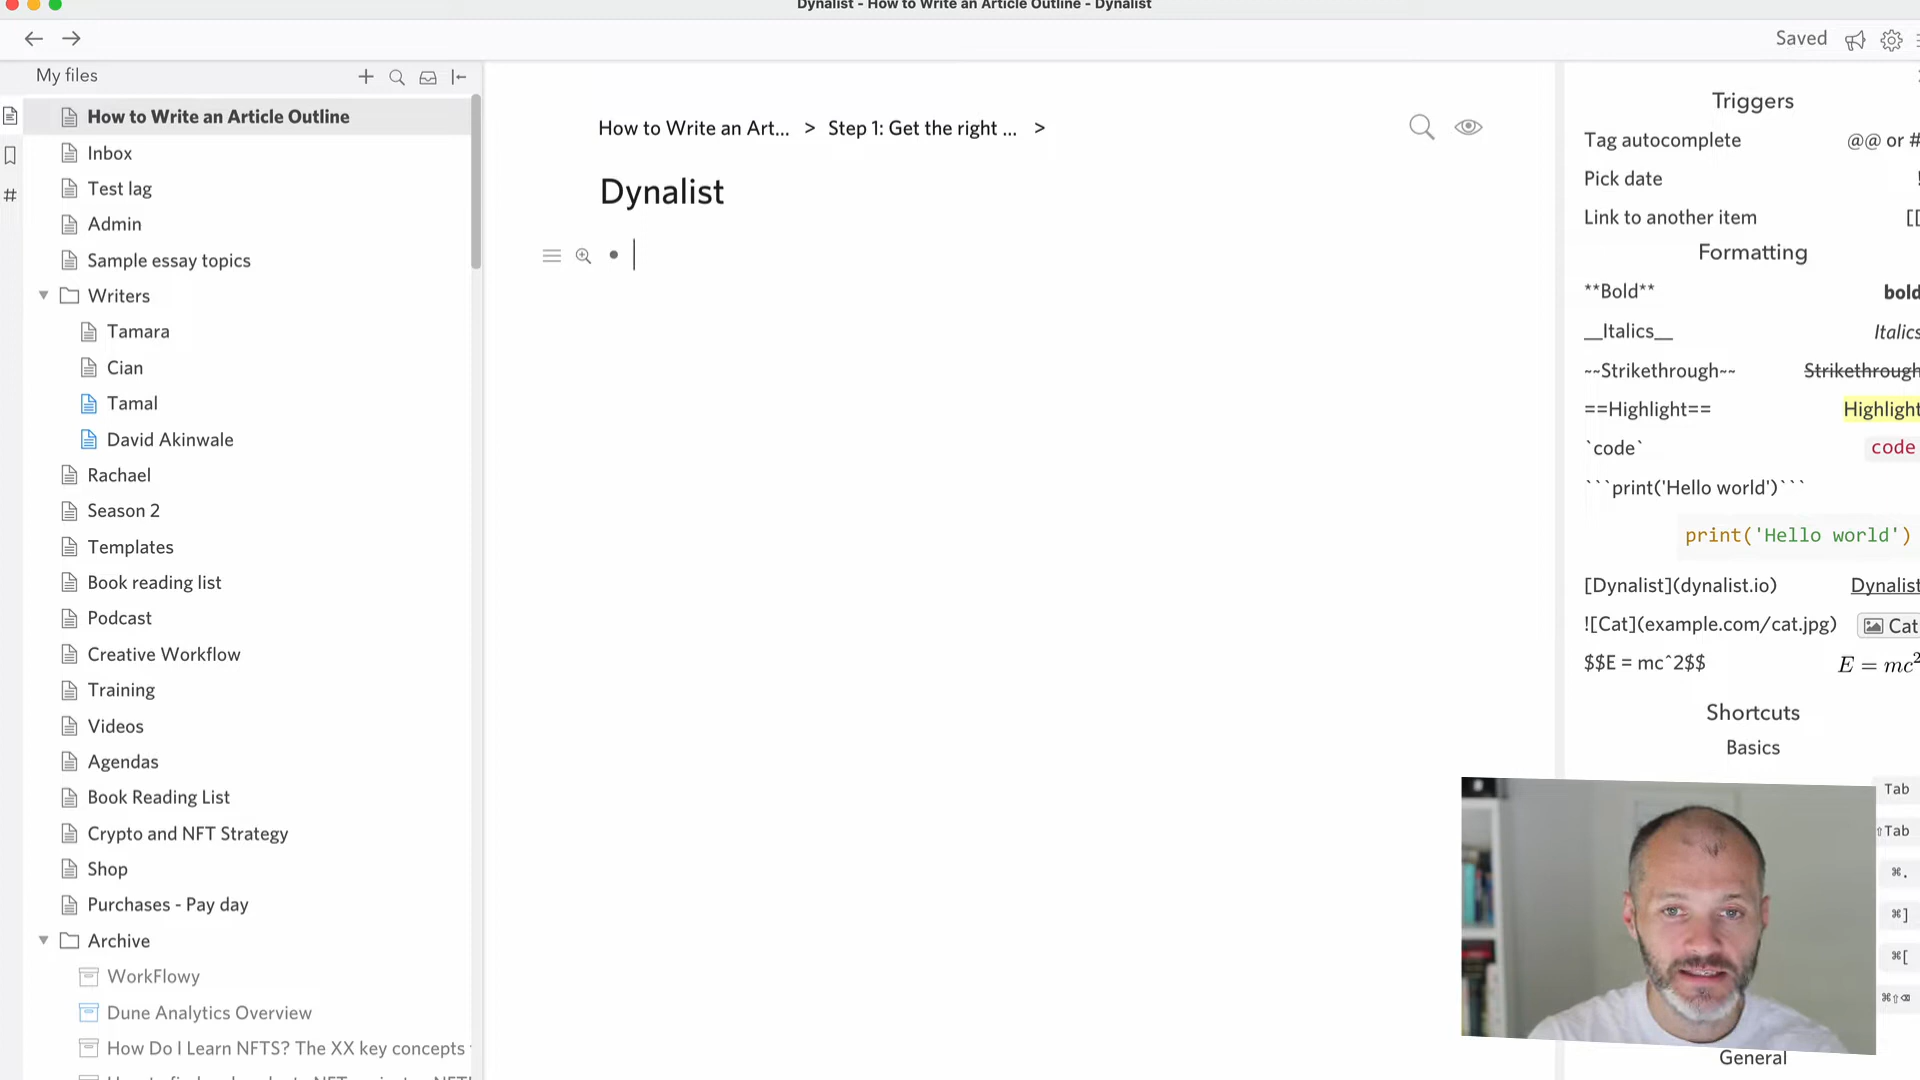 Dynalist - How to Write an Article Outline - Dynalist
Saved
My files
How to Write an Article Outline
Inbox
Test lag
Admin
Sample essay topics
Writers
Tamara
Cian
Tamal
David Akinwale
Rachael
Season 2
Templates
Book reading list
Podcast
Creative Workflow
Training
Videos
Agendas
Book Reading List
Crypto and NFT Strategy
Shop
Purchases - Pay day
Archive
WorkFlowy
Dune Analytics Overview
How Do I Learn NFTS? The XX key concepts
How to Write an Art... > Step 1: Get the right ... >
Dynalist
Triggers
Tag autocomplete @@ or #
Pick date !
Link to another item [[
Formatting
**Bold** bold
__Italics__ Italics
~~Strikethrough~~ Strikethrough
==Highlight== Highlight
`code` code
```print('Hello world')```
print('Hello world')
[Dynalist](dynalist.io) Dynalist
![Cat](example.com/cat.jpg) Cat
$$E = mc^2$$ E = mc²
Shortcuts
Basics
Tab
⇧Tab
⌘.
⌘]
⌘[
⌘⇧⌫
General